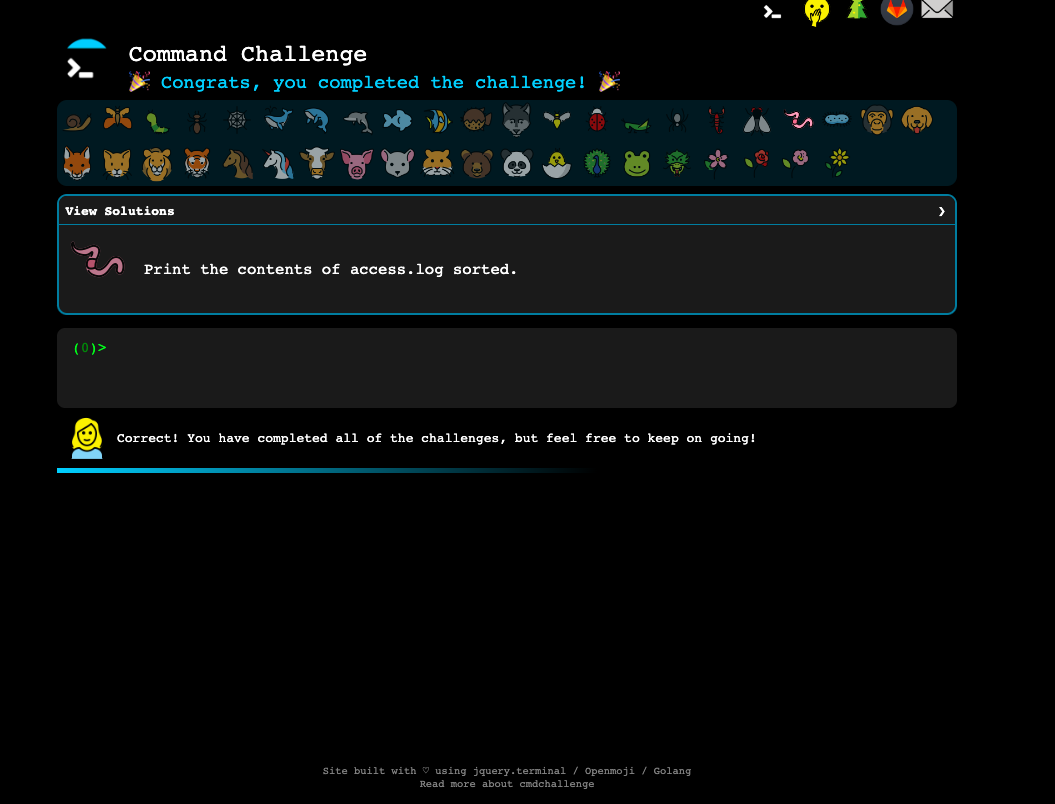 Command Challenge
🎉 Congrats, you completed the challenge! 🎉
View Solutions ❯
Print the contents of access.log sorted.
(0)>
Correct! You have completed all of the challenges, but feel free to keep on going!
Site built with ♡ using jquery.terminal / Openmoji / Golang
Read more about cmdchallenge